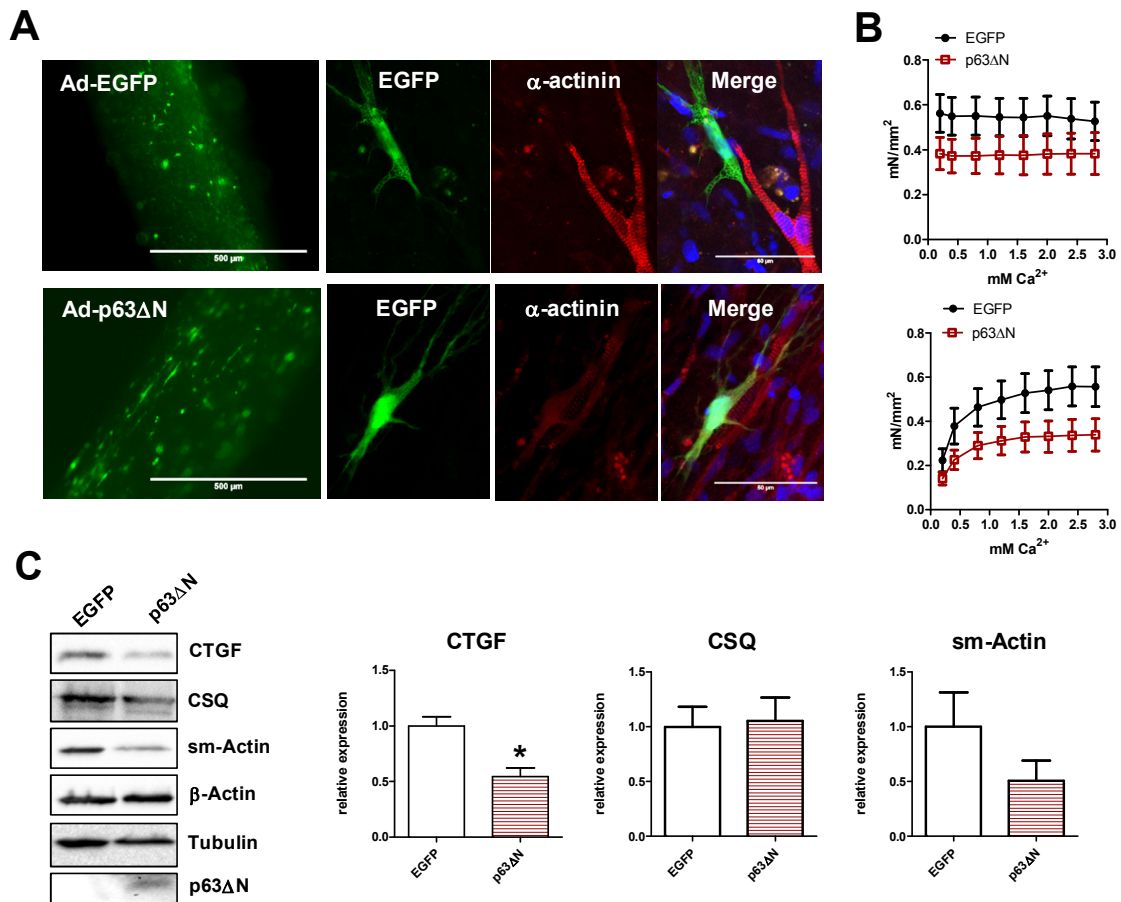 A
Ad-EGFP
EGFP
α-actinin
Merge
500 µm
50 µm
Ad-p63ΔN
EGFP
α-actinin
Merge
500 µm
50 µm
B
EGFP
p63ΔN
mN/mm²
0.8
0.6
0.4
0.2
0.0
0.0 0.5 1.0 1.5 2.0 2.5 3.0
mM Ca²⁺
EGFP
p63ΔN
mN/mm²
0.8
0.6
0.4
0.2
0.0
0.0 0.5 1.0 1.5 2.0 2.5 3.0
mM Ca²⁺
C
EGFP
p63ΔN
CTGF
CSQ
sm-Actin
β-Actin
Tubulin
p63ΔN
CTGF
relative expression
1.5
1.0
0.5
0.0
*
EGFP
p63ΔN
CSQ
relative expression
1.5
1.0
0.5
0.0
EGFP
p63ΔN
sm-Actin
relative expression
1.5
1.0
0.5
0.0
EGFP
p63ΔN